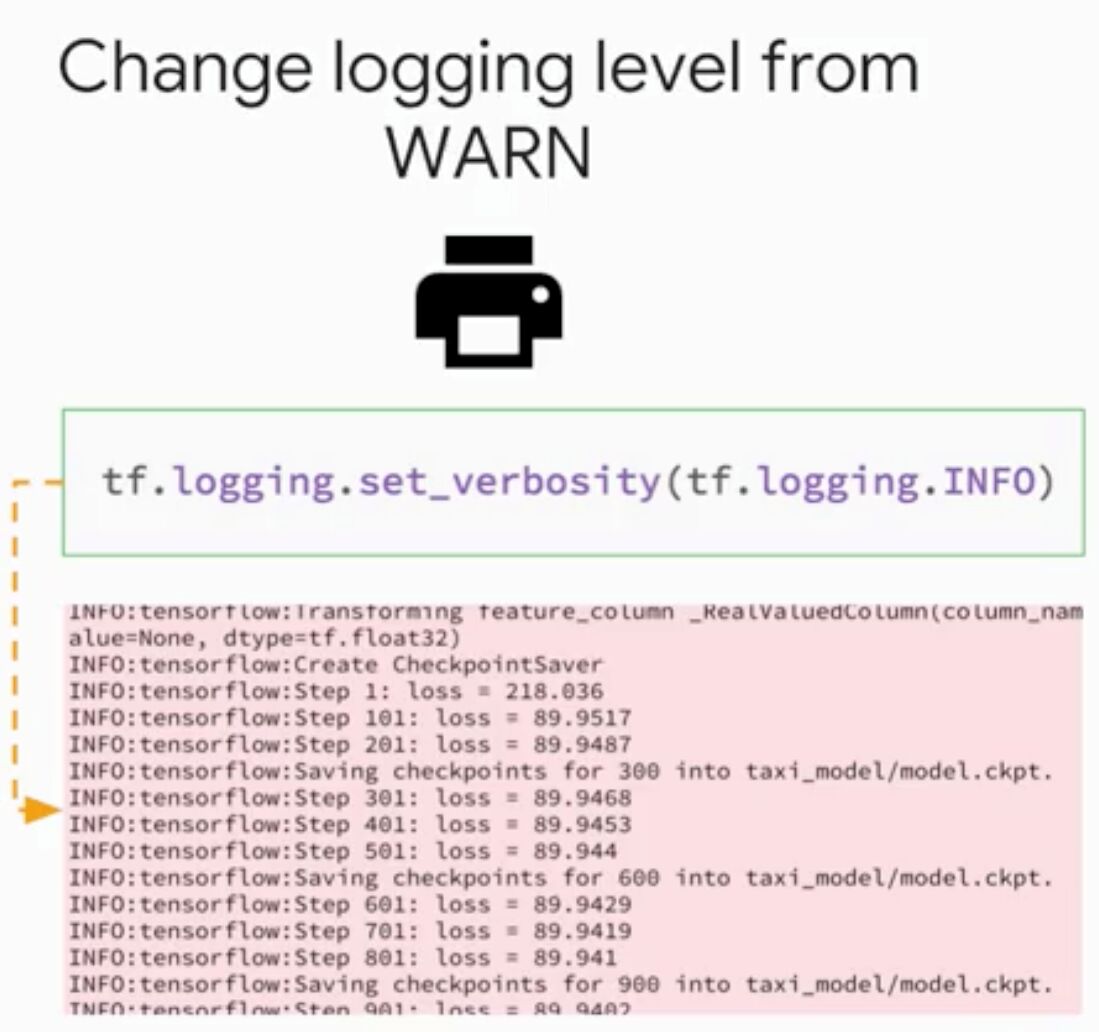 Change logging level from
WARN
tf.logging.set_verbosity(tf.logging.INFO)
INFO:tensorflow:Transforming feature_column _RealValuedColumn(column_nam
alue=None, dtype=tf.float32)
INFO:tensorflow:Create CheckpointSaver
INFO:tensorflow:Step 1: loss = 218.036
INFO:tensorflow:Step 101: loss = 89.9517
INFO:tensorflow:Step 201: loss = 89.9487
INFO:tensorflow:Saving checkpoints for 300 into taxi_model/model.ckpt.
INFO:tensorflow:Step 301: loss = 89.9468
INFO:tensorflow:Step 401: loss = 89.9453
INFO:tensorflow:Step 501: loss = 89.944
INFO:tensorflow:Saving checkpoints for 600 into taxi_model/model.ckpt.
INFO:tensorflow:Step 601: loss = 89.9429
INFO:tensorflow:Step 701: loss = 89.9419
INFO:tensorflow:Step 801: loss = 89.941
INFO:tensorflow:Saving checkpoints for 900 into taxi_model/model.ckpt.
INFO:tensorflow:Step 901: loss = 89.9402